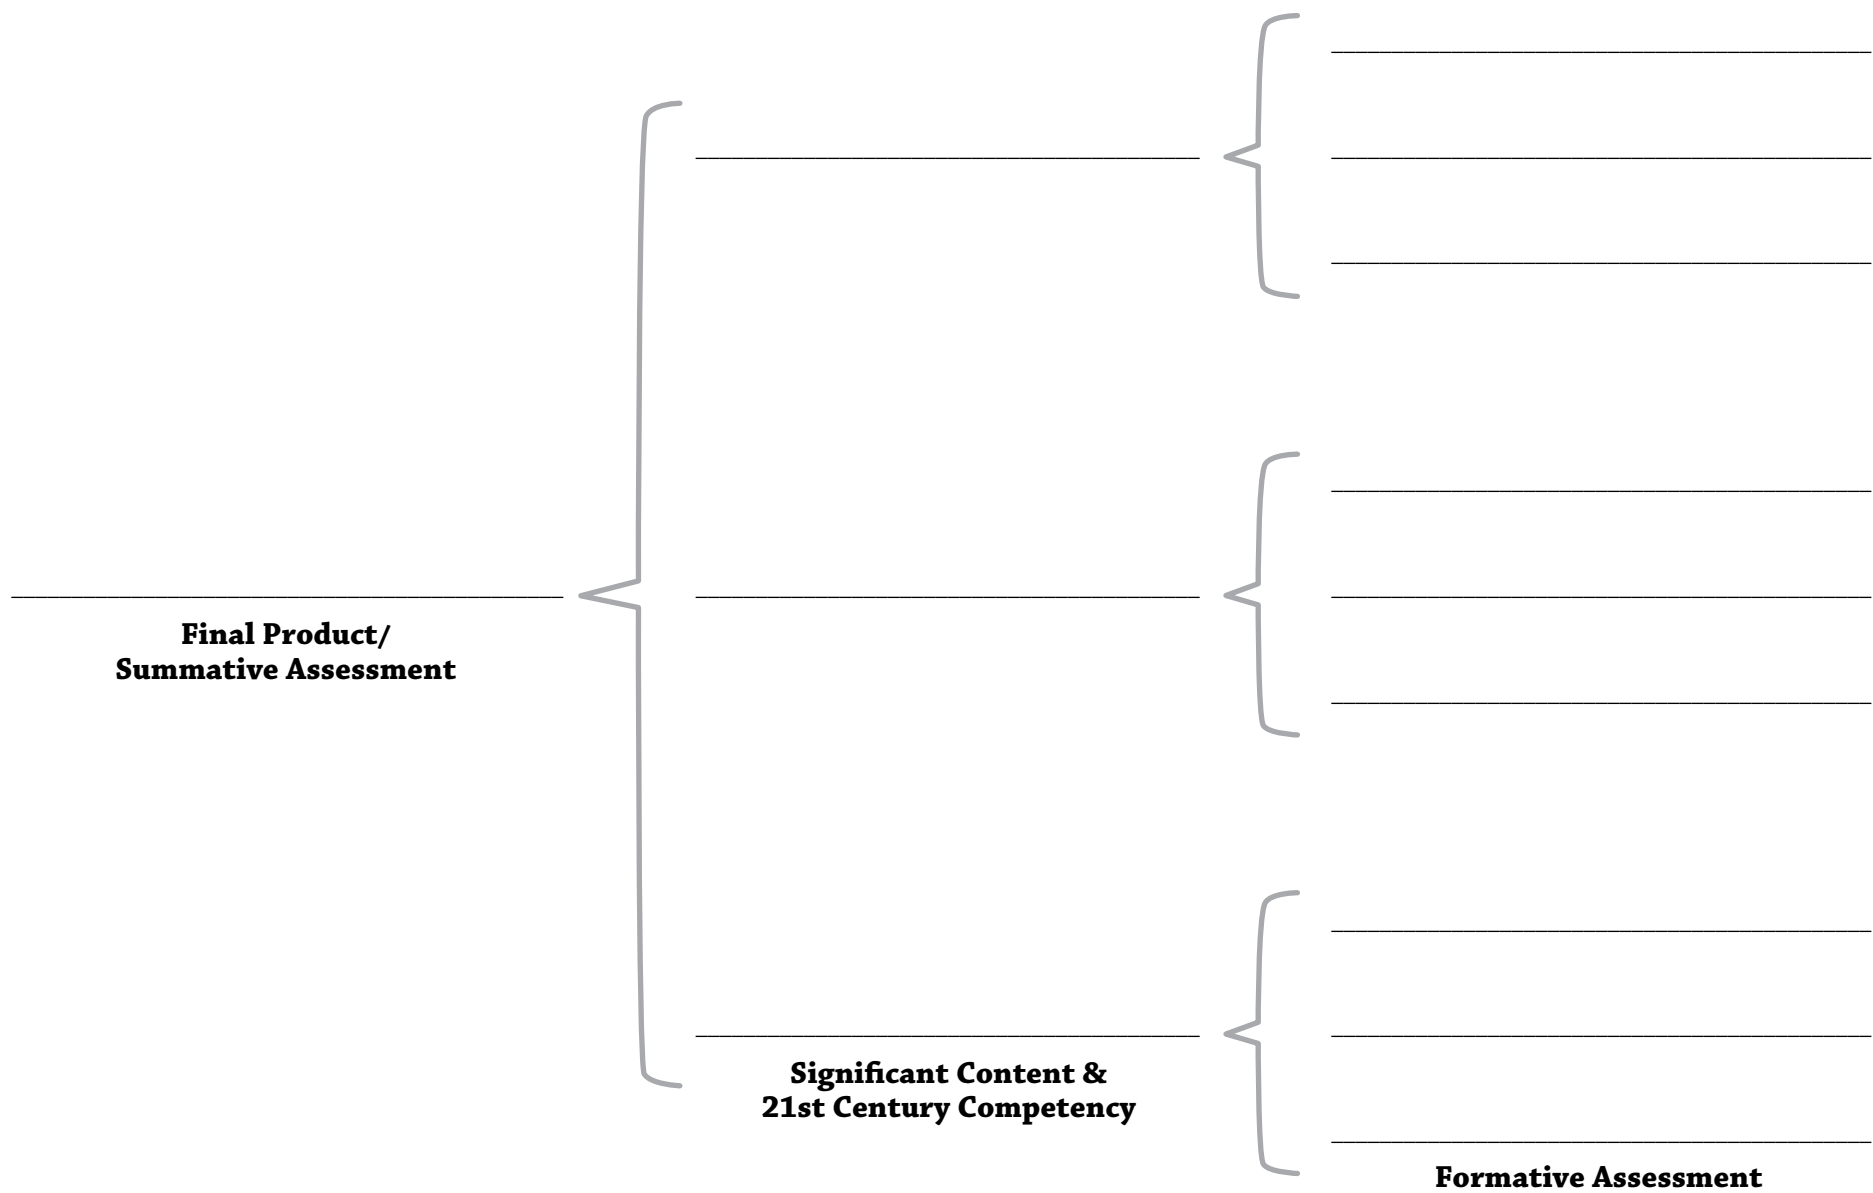 Final Product/
Summative Assessment
Significant Content &
21st Century Competency
Formative Assessment